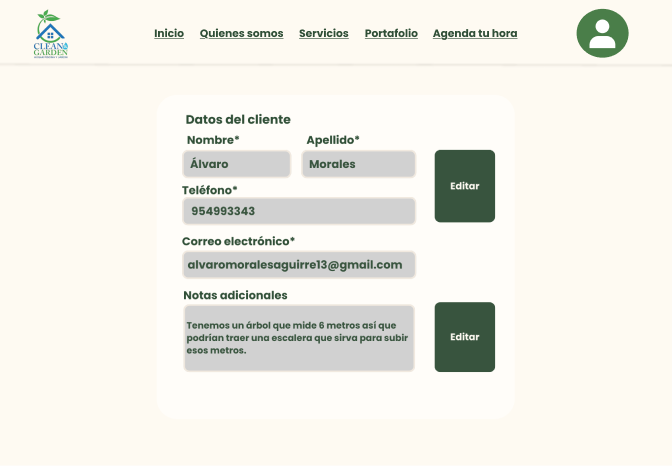 CLEAN
GARDEN
Inicio Quienes somos Servicios Portafolio Agenda tu hora
Datos del cliente
Nombre* Apellido*
Álvaro Morales
Editar
Teléfono*
954993343
Correo electrónico*
alvaromoralesaguirre13@gmail.com
Notas adicionales
Tenemos un árbol que mide 6 metros así que
podrían traer una escalera que sirva para subir
esos metros.
Editar